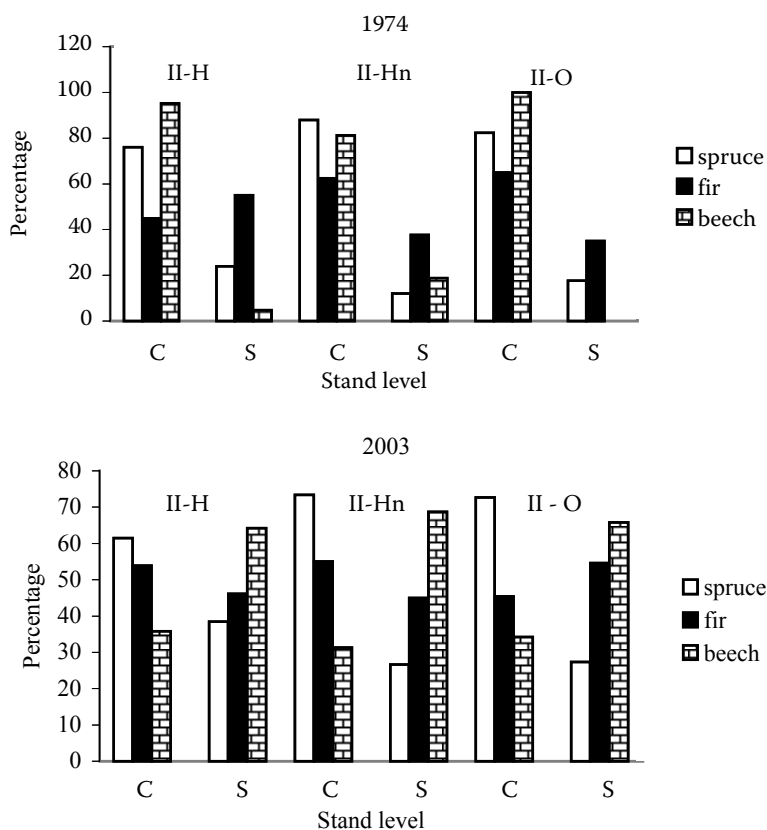 1974
120
100
80
60
40
20
0
Percentage
II-H II-Hn II-O
C S C S C S
Stand level
spruce
fir
beech
2003
80
70
60
50
40
30
20
10
0
Percentage
II-H II-Hn II - O
C S C S C S
Stand level
spruce
fir
beech